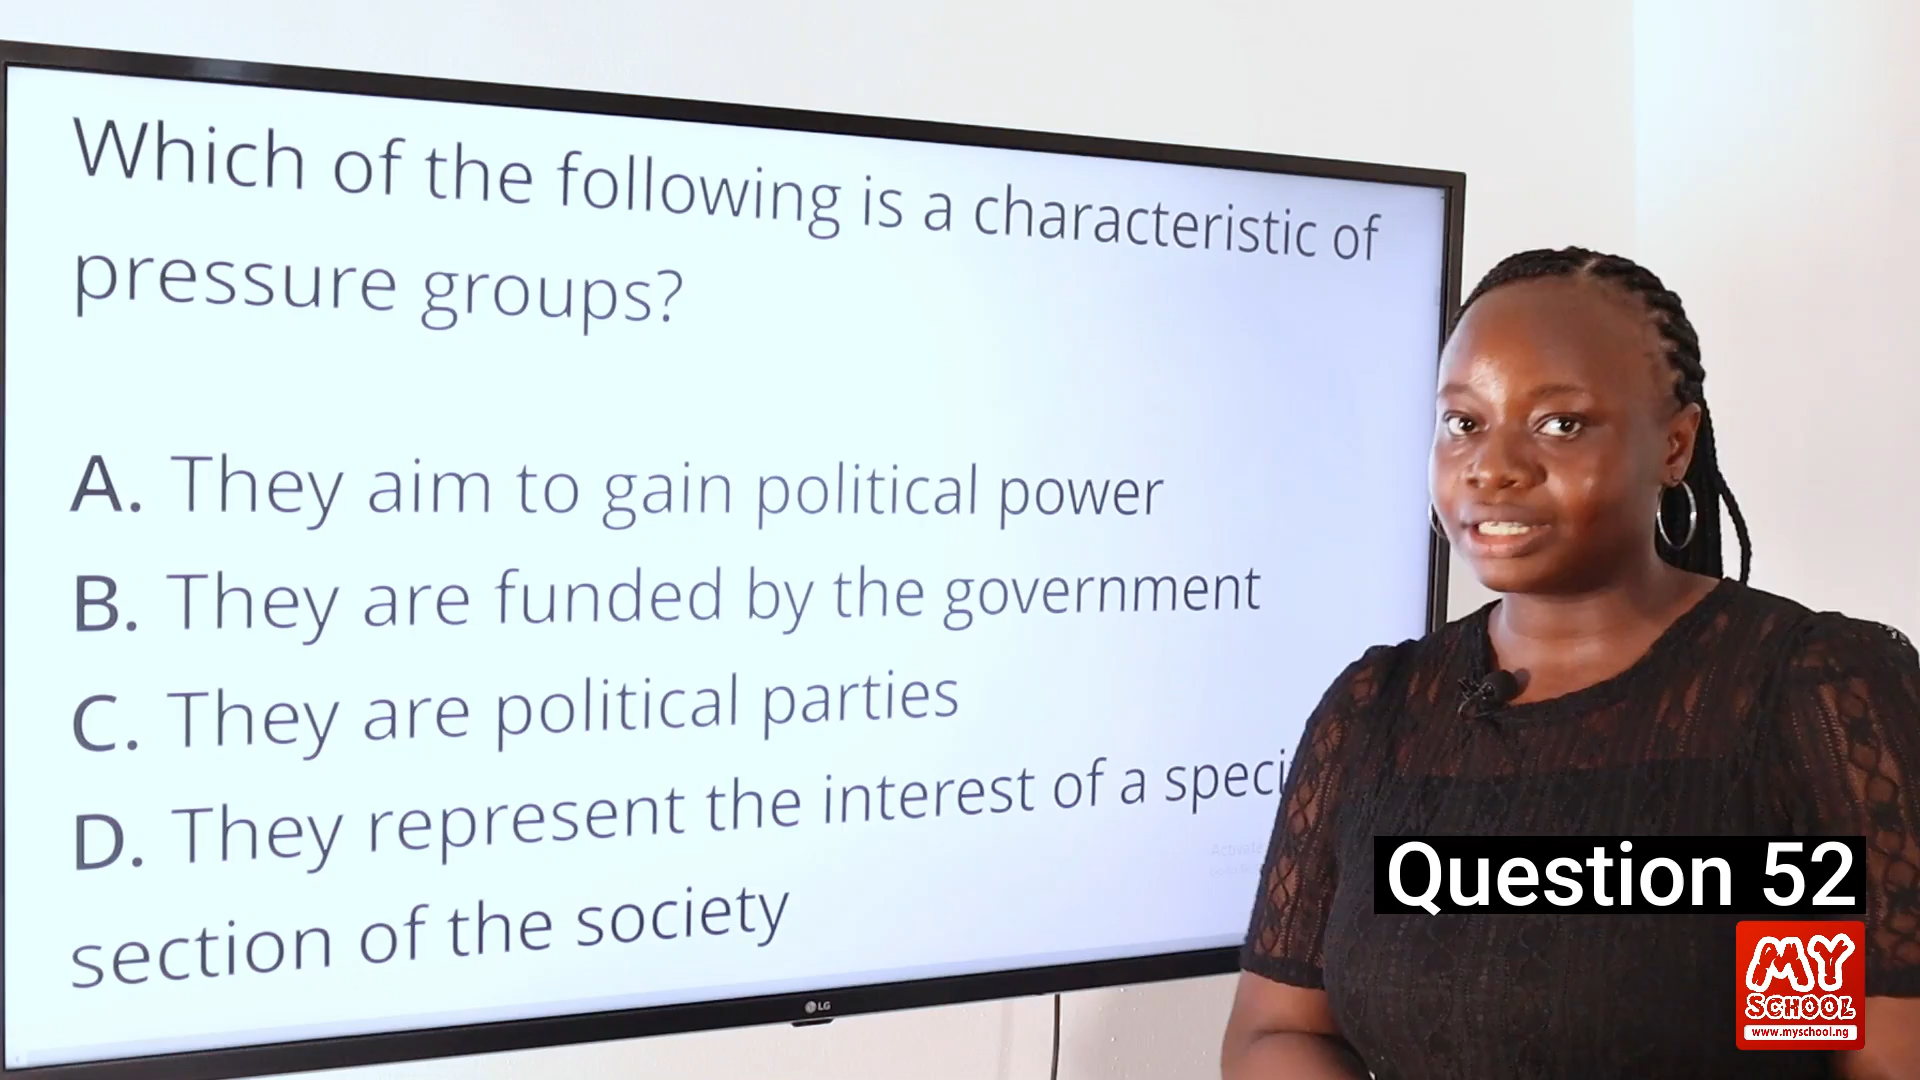 Which of the following is a characteristic of
pressure groups?
A. They aim to gain political power
B. They are funded by the government
C. They are political parties
D. They represent the interest of a
section of the society
LG
Question 52
MY
SCHOOL
www.myschool.ng